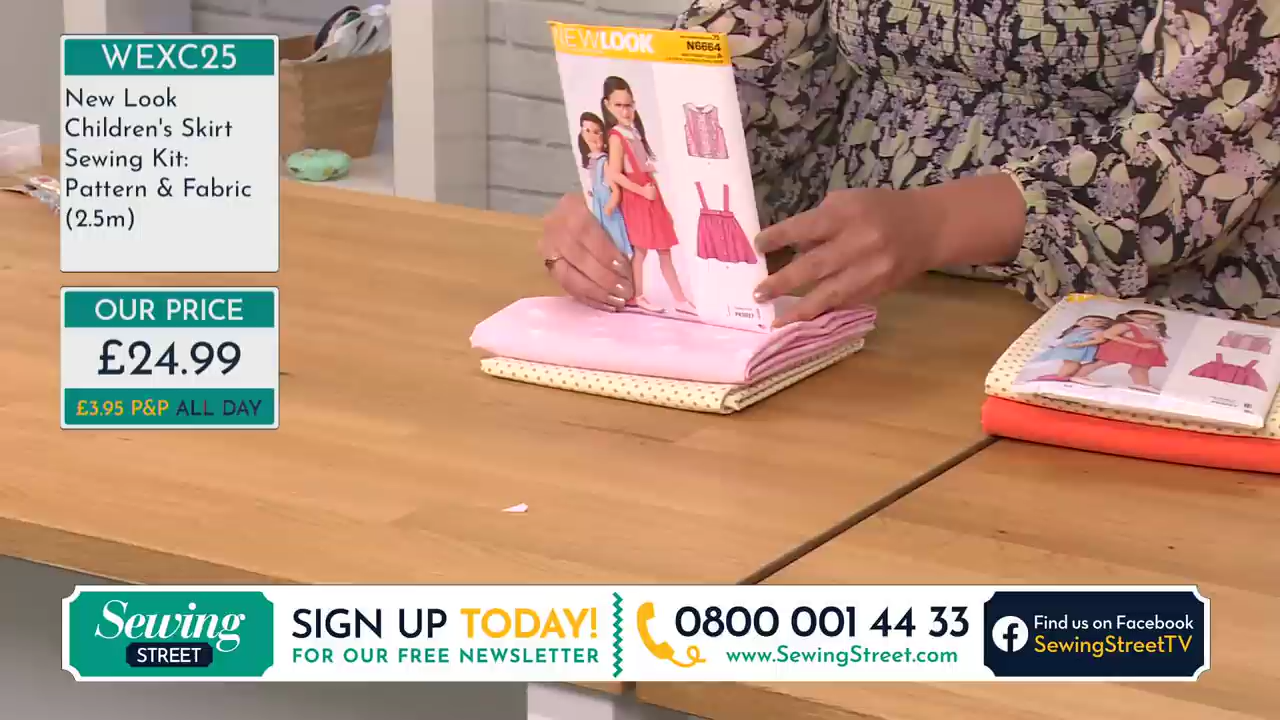 WEXC25
New Look
Children's Skirt
Sewing Kit:
Pattern & Fabric
(2.5m)
OUR PRICE
£24.99
£3.95 P&P ALL DAY
NEW LOOK
N6664
Sewing
STREET
SIGN UP TODAY!
FOR OUR FREE NEWSLETTER
0800 001 44 33
www.SewingStreet.com
Find us on Facebook
SewingStreetTV